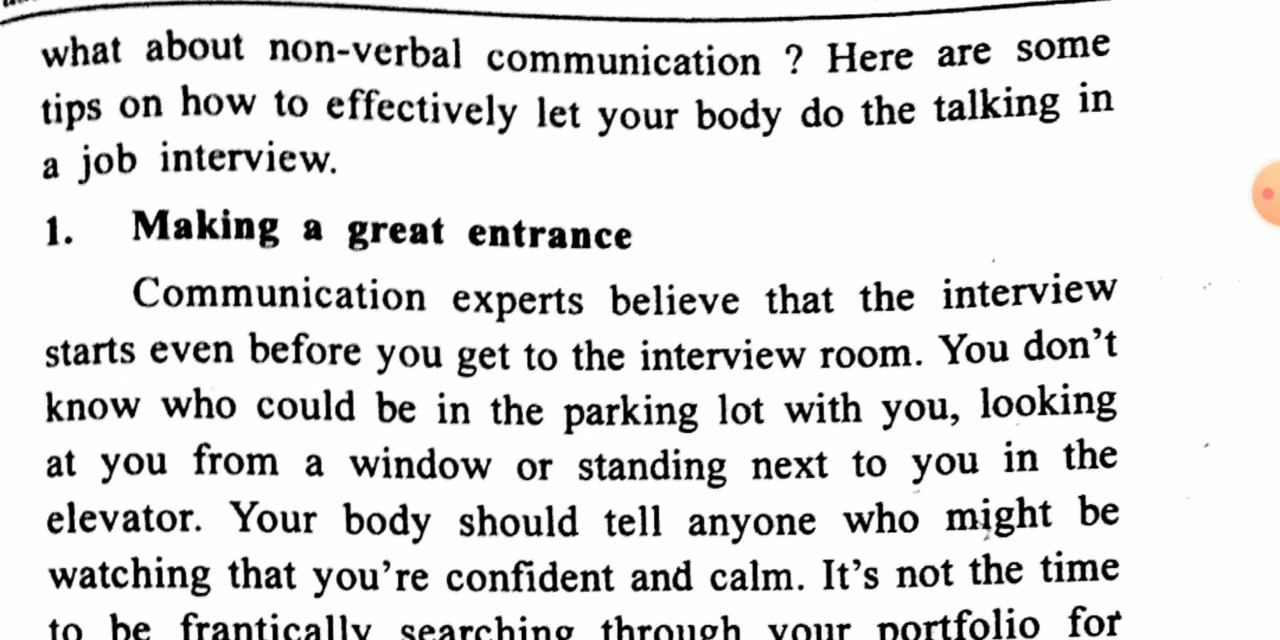 what about non-verbal communication ? Here are some
tips on how to effectively let your body do the talking in
a job interview.
1. Making a great entrance
Communication experts believe that the interview
starts even before you get to the interview room. You don't
know who could be in the parking lot with you, looking
at you from a window or standing next to you in the
elevator. Your body should tell anyone who might be
watching that you're confident and calm. It's not the time
to be frantically searching through your portfolio for